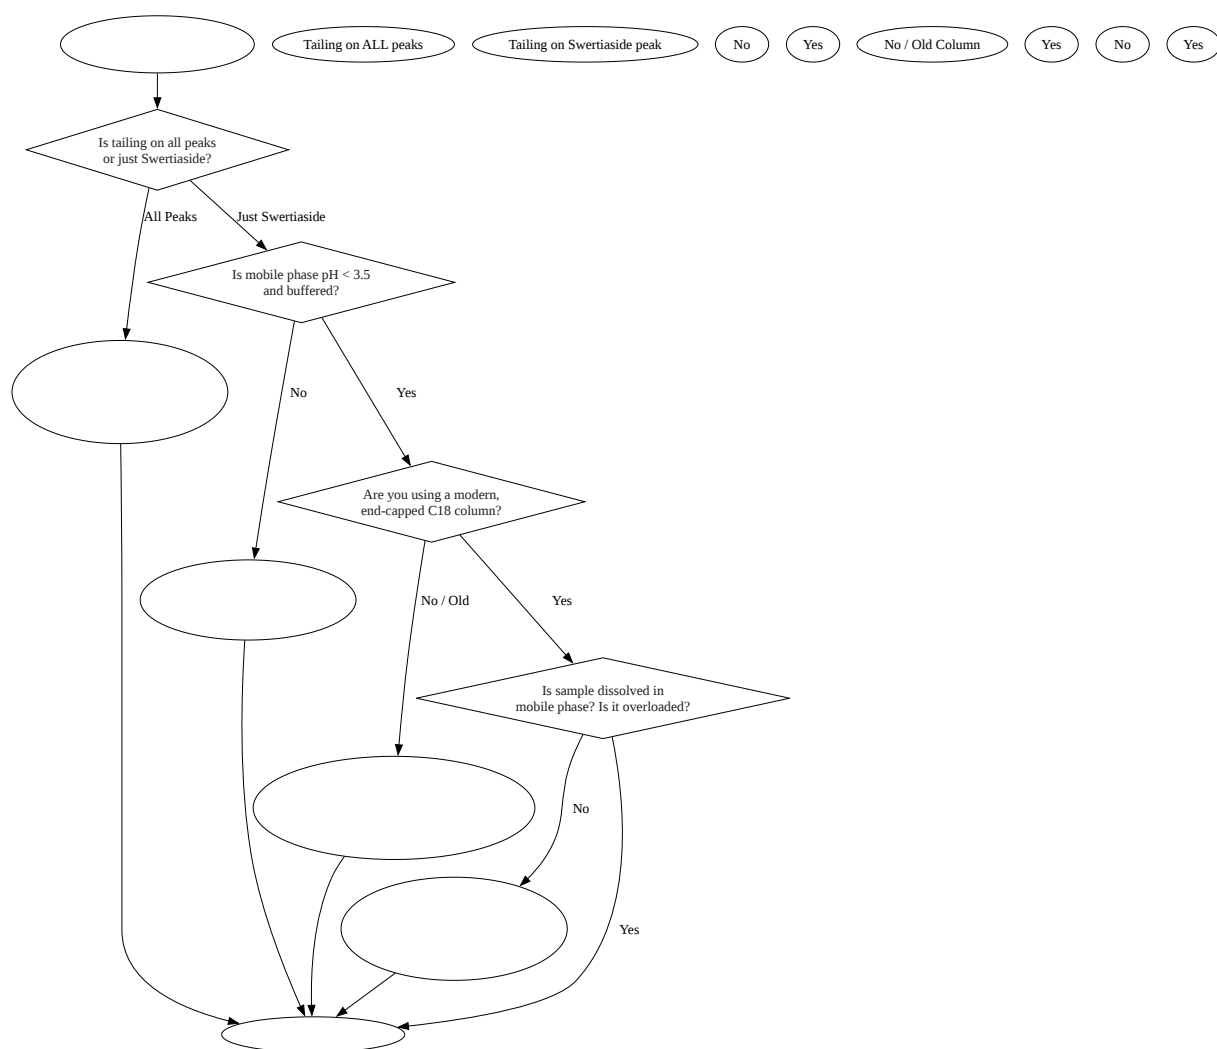 Tailing on ALL peaks
Tailing on Swertiaside peak
No
Yes
No / Old Column
Yes
No
Yes
Is tailing on all peaks
or just Swertiaside?
All Peaks
Just Swertiaside
Is mobile phase pH < 3.5
and buffered?
No
Yes
Are you using a modern,
end-capped C18 column?
No / Old
Yes
Is sample dissolved in
mobile phase? Is it overloaded?
No
Yes